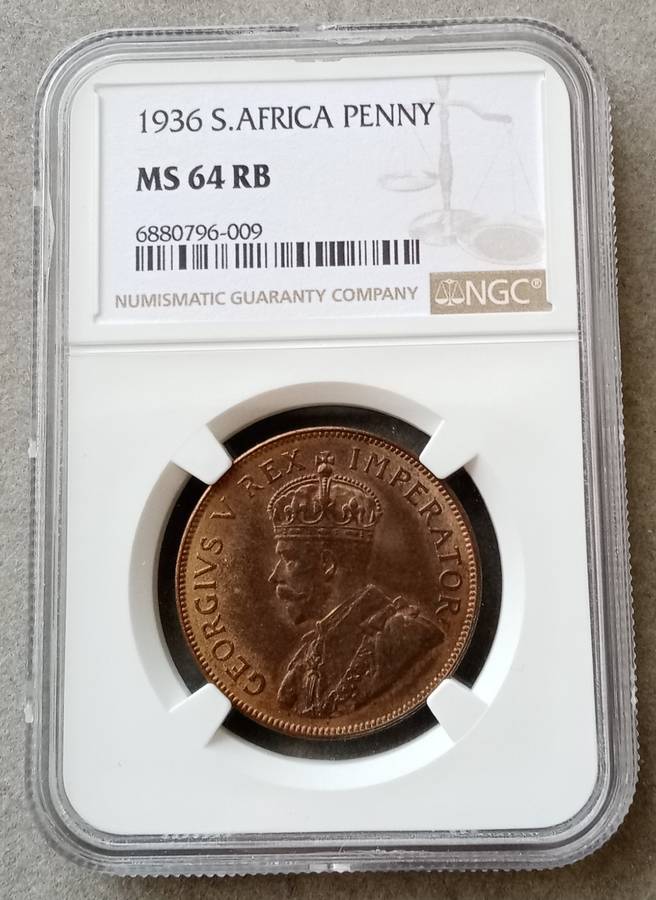 1936 S.AFRICA PENNY
MS 64 RB
6880796-009
NUMISMATIC GUARANTY COMPANY NGC®
GEORGIVS V REX IMPERATOR